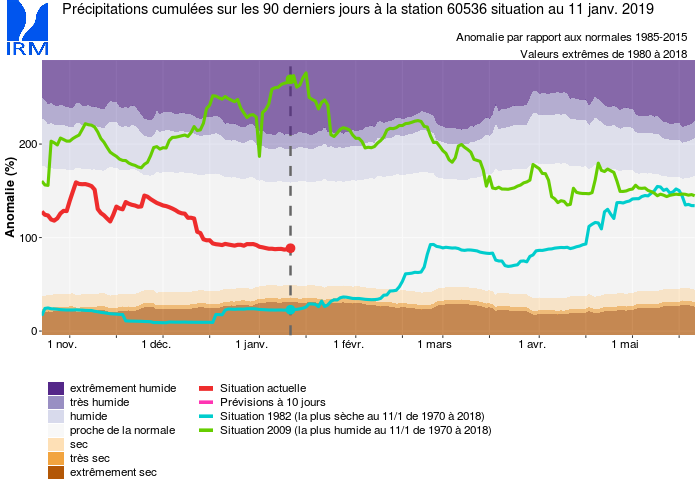 Précipitations cumulées sur les 90 derniers jours à la station 60536 situation au 11 janv. 2019
IRM
Anomalie par rapport aux normales 1985-2015
Valeurs extrêmes de 1980 à 2018
Anomalie (%)
200
100
0
1 nov. 1 déc. 1 janv. 1 févr. 1 mars 1 avr. 1 mai
extrêmement humide
très humide
humide
proche de la normale
sec
très sec
extrêmement sec
Situation actuelle
Prévisions à 10 jours
Situation 1982 (la plus sèche au 11/1 de 1970 à 2018)
Situation 2009 (la plus humide au 11/1 de 1970 à 2018)